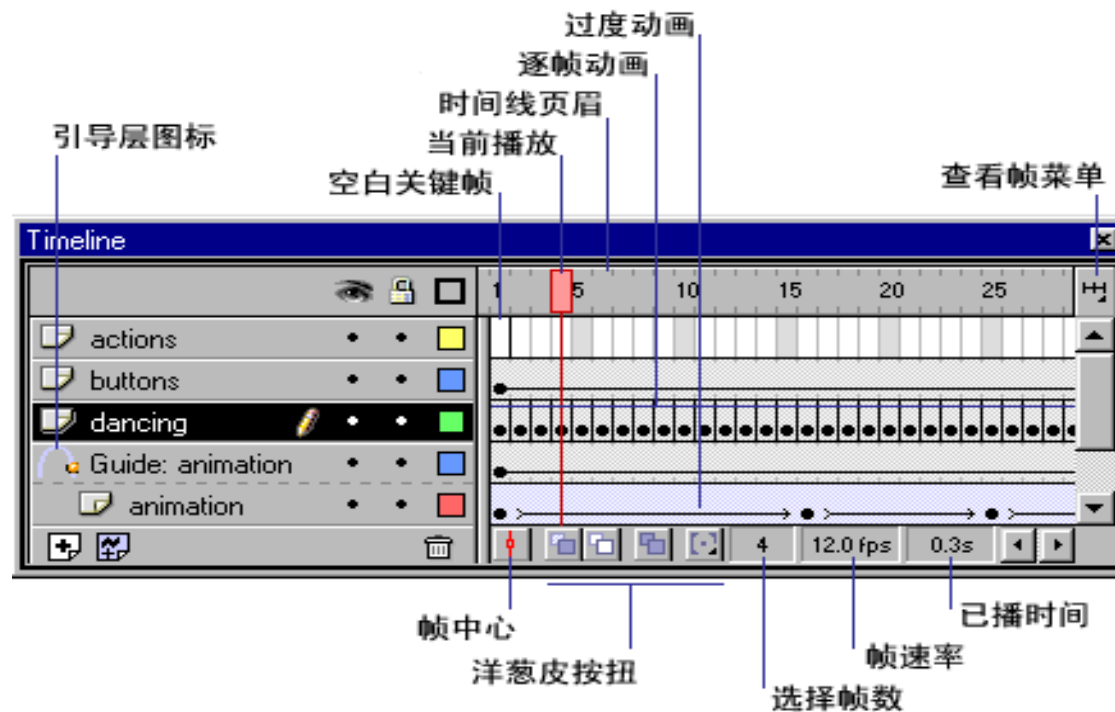 过度动画
逐帧动画
时间线页眉
引导层图标
当前播放
空白关键帧
查看帧菜单
Timeline
1 5 10 15 20 25
actions
buttons
dancing
Guide: animation
animation
4 12.0 fps 0.3s
帧中心
已播时间
洋葱皮按扭
帧速率
选择帧数